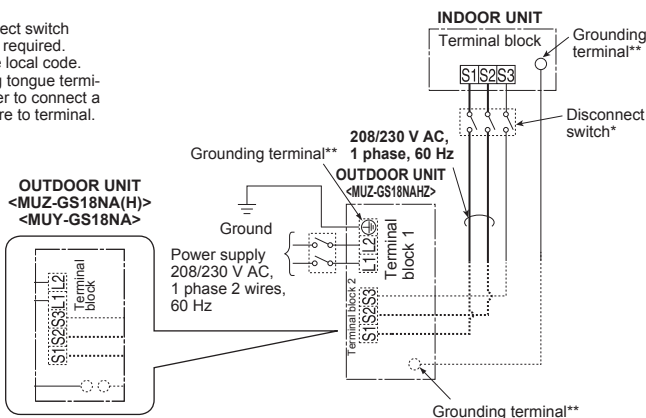 ect switch
required.
e local code.
g tongue termi-
er to connect a
re to terminal.
INDOOR UNIT
Terminal block
S1 S2 S3
Grounding
terminal**
Disconnect
switch*
208/230 V AC,
1 phase, 60 Hz
Grounding terminal**
OUTDOOR UNIT
<MUZ-GS18NAHZ>
Ground
L1 L2
Terminal
block 1
Power supply
208/230 V AC,
1 phase 2 wires,
60 Hz
Terminal block 2
S1 S2 S3
Grounding terminal**
OUTDOOR UNIT
<MUZ-GS18NA(H)>
<MUY-GS18NA>
S1 S2 S3 L1 L2
Terminal
block